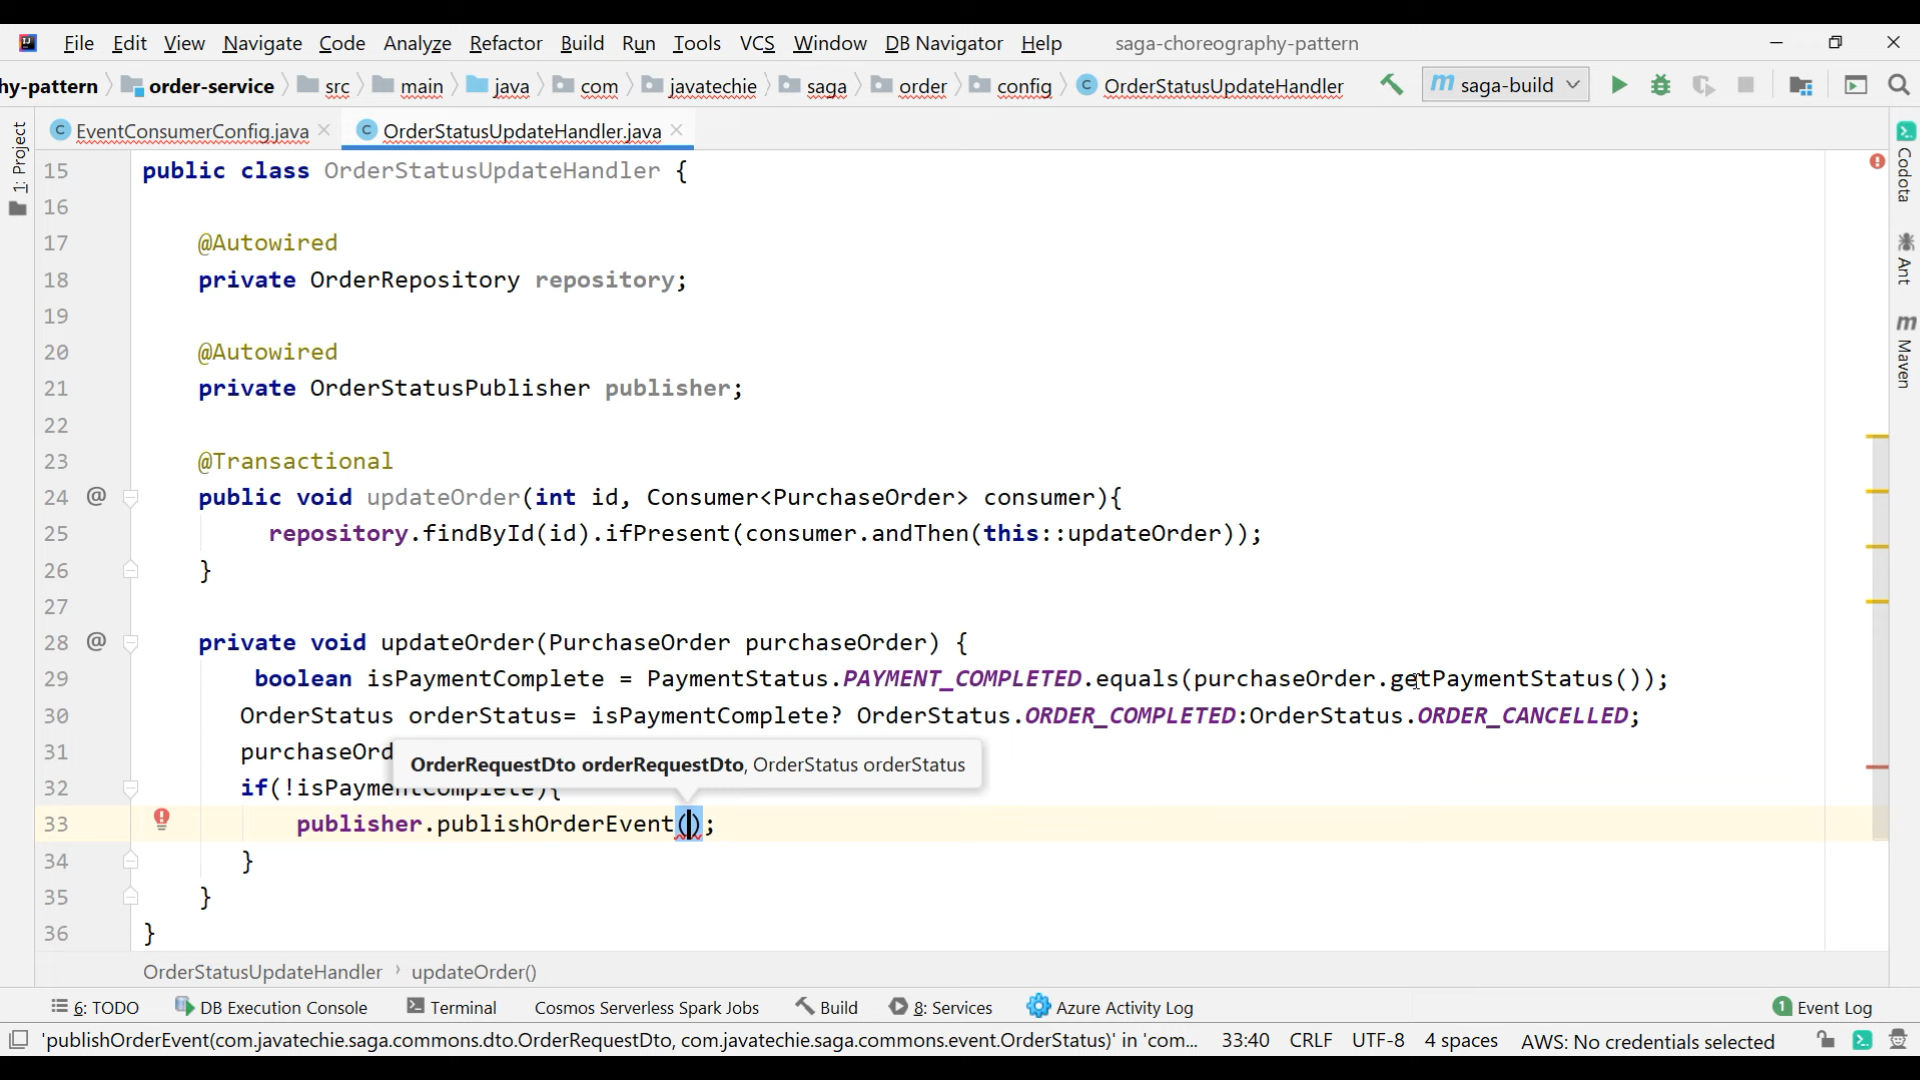 File Edit View Navigate Code Analyze Refactor Build Run Tools VCS Window DB Navigator Help saga-choreography-pattern
hy-pattern order-service src main java com javatechie saga order config OrderStatusUpdateHandler saga-build
EventConsumerConfig.java OrderStatusUpdateHandler.java
1: Project
Codota
Ant
Maven
15 public class OrderStatusUpdateHandler {
16
17 @Autowired
18 private OrderRepository repository;
19
20 @Autowired
21 private OrderStatusPublisher publisher;
22
23 @Transactional
24 public void updateOrder(int id, Consumer<PurchaseOrder> consumer){
25 repository.findById(id).ifPresent(consumer.andThen(this::updateOrder));
26 }
27
28 private void updateOrder(PurchaseOrder purchaseOrder) {
29 boolean isPaymentComplete = PaymentStatus.PAYMENT_COMPLETED.equals(purchaseOrder.getPaymentStatus());
30 OrderStatus orderStatus= isPaymentComplete? OrderStatus.ORDER_COMPLETED:OrderStatus.ORDER_CANCELLED;
31 purchaseOrd
OrderRequestDto orderRequestDto, OrderStatus orderStatus
32 if(!isPaymentComplete){
33 publisher.publishOrderEvent();
34 }
35 }
36 }
OrderStatusUpdateHandler › updateOrder()
6: TODO DB Execution Console Terminal Cosmos Serverless Spark Jobs Build 8: Services Azure Activity Log 1 Event Log
'publishOrderEvent(com.javatechie.saga.commons.dto.OrderRequestDto, com.javatechie.saga.commons.event.OrderStatus)' in 'com... 33:40 CRLF UTF-8 4 spaces AWS: No credentials selected